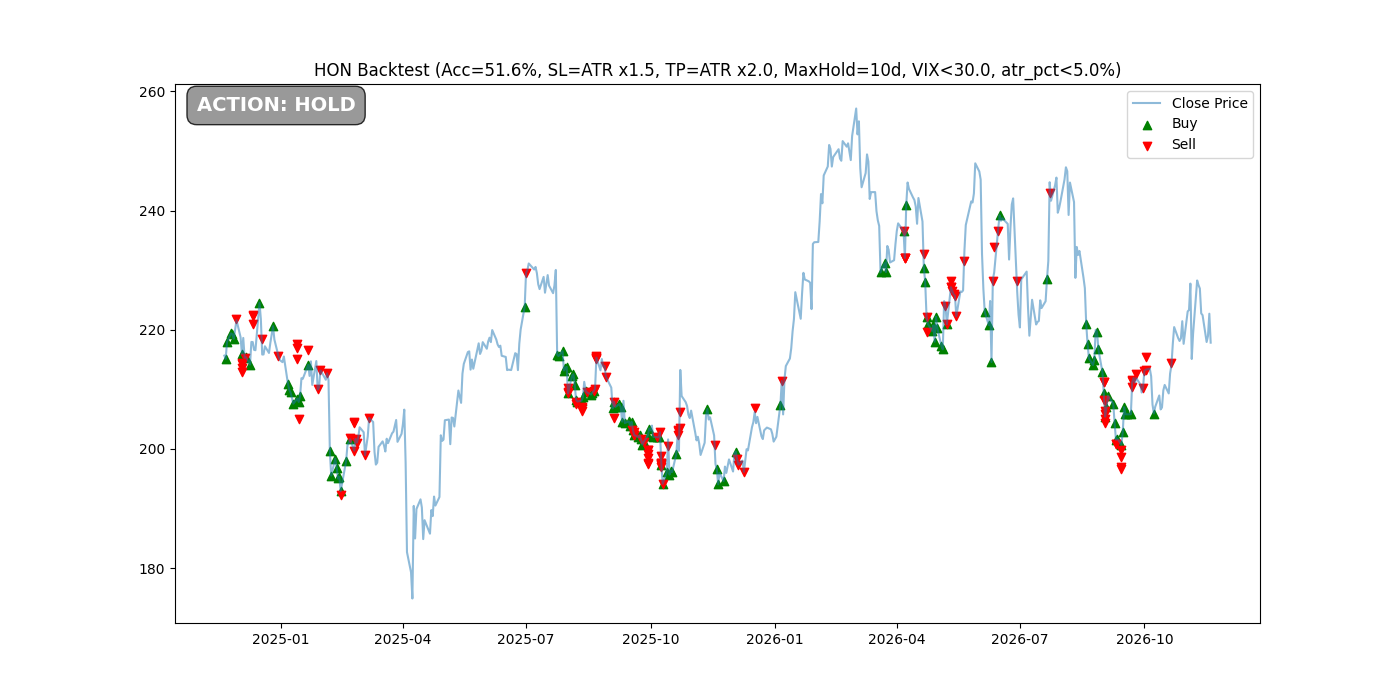 HON Backtest (Acc=51.6%, SL=ATR x1.5, TP=ATR x2.0, MaxHold=10d, VIX<30.0, atr_pct<5.0%)
ACTION: HOLD
Close Price
Buy
Sell
260
240
220
200
180
2025-01
2025-04
2025-07
2025-10
2026-01
2026-04
2026-07
2026-10